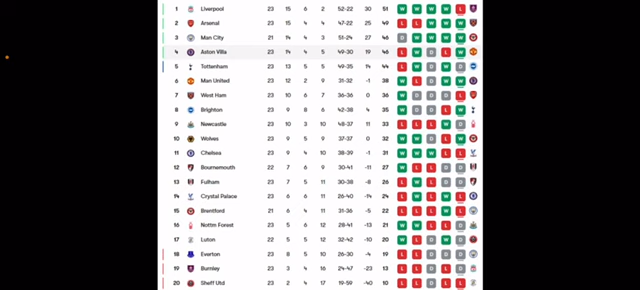 1 Liverpool 23 15 6 2 52-22 30 51 W W W W L
2 Arsenal 23 15 4 4 47-22 25 49 L L W W W
3 Man City 21 14 4 3 51-24 27 46 D W W W W
4 Aston Villa 23 14 4 5 49-30 19 46 W D W L W
5 Tottenham 23 13 5 5 49-35 14 44 L W D W D
6 Man United 23 12 2 9 31-32 -1 38 W L D W W
7 West Ham 23 10 6 7 36-36 0 36 W D D D L
8 Brighton 23 9 8 6 42-38 4 35 W D D L W
9 Newcastle 23 10 3 10 48-37 11 33 L L L W D
10 Wolves 23 9 5 9 37-37 0 32 W W D L W
11 Chelsea 23 9 4 10 38-39 -1 31 W W W L L
12 Bournemouth 22 7 6 9 30-41 -11 27 W L L D D
13 Fulham 23 7 5 11 30-38 -8 26 L W L D D
14 Crystal Palace 23 6 6 11 26-40 -14 24 L W L W L
15 Brentford 21 6 4 11 31-36 -5 22 L L W L L
16 Nottm Forest 23 5 6 12 28-41 -13 21 W W L L D
17 Luton 22 5 5 12 32-42 -10 20 W L D W D
18 Everton 23 8 5 10 26-30 -4 19 L L D D D
19 Burnley 23 3 4 16 24-47 -23 13 L L D L D
20 Sheff Utd 23 2 4 17 19-59 -40 10 L L D L L